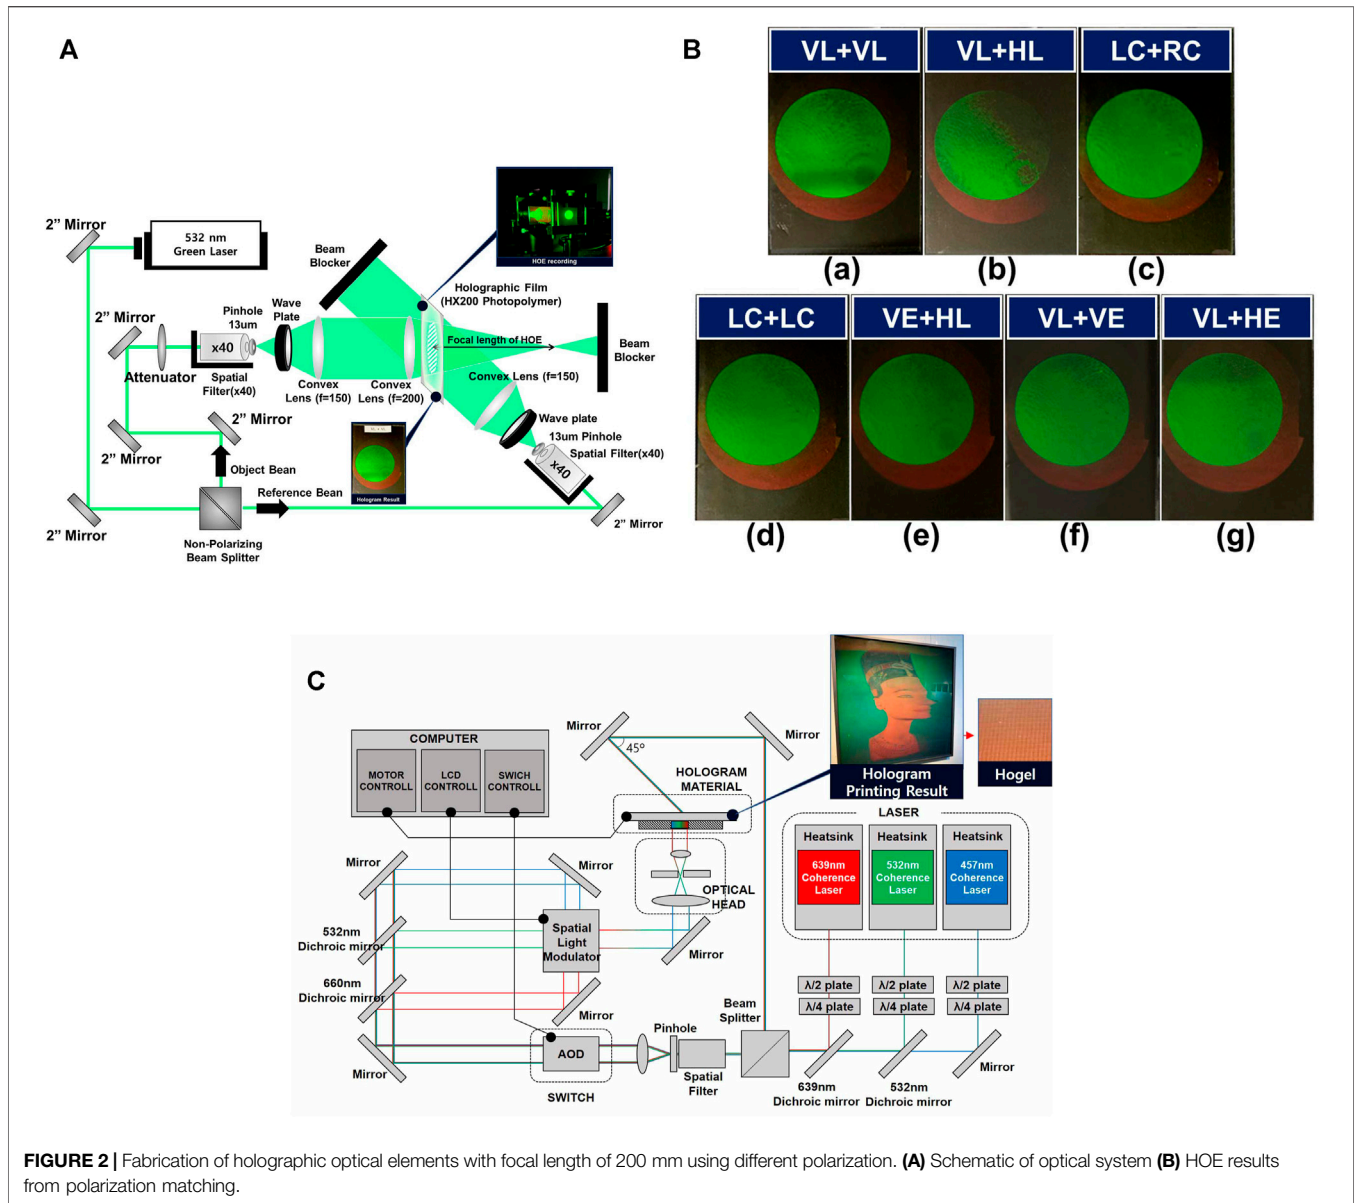 A
2” Mirror
532 nm
Green Laser
Beam
Blocker
HOE recording
Holographic Film
(HX200 Photopolymer)
Wave
Plate
Pinhole
13um
2” Mirror
x40
Attenuator
Spatial
Filter(x40)
Convex
Lens (f=150)
Convex
Lens (f=200)
Focal length of HOE
Beam
Blocker
Convex Lens (f=150)
Wave plate
13um Pinhole
Spatial Filter(x40)
x40
2” Mirror
2” Mirror
Object Bean
Hologram Result
Reference Bean
2” Mirror
2” Mirror
Non-Polarizing
Beam Splitter
B
VL+VL
VL+HL
LC+RC
(a)
(b)
(c)
LC+LC
VE+HL
VL+VE
VL+HE
(d)
(e)
(f)
(g)
C
COMPUTER
MOTOR
CONTROLL
LCD
CONTROLL
SWICH
CONTROLL
Mirror
45º
Mirror
HOLOGRAM
MATERIAL
Hologram
Printing Result
Hogel
LASER
Heatsink
Heatsink
Heatsink
639nm
Coherence
Laser
532nm
Coherence
Laser
457nm
Coherence
Laser
Mirror
Mirror
OPTICAL
HEAD
532nm
Dichroic mirror
Spatial
Light
Modulator
Mirror
660nm
Dichroic mirror
Mirror
λ/2 plate
λ/2 plate
λ/2 plate
λ/4 plate
λ/4 plate
λ/4 plate
Beam
Splitter
Pinhole
Mirror
AOD
SWITCH
Spatial
Filter
639nm
Dichroic mirror
532nm
Dichroic mirror
Mirror
FIGURE 2 | Fabrication of holographic optical elements with focal length of 200 mm using different polarization. (A) Schematic of optical system (B) HOE results
from polarization matching.